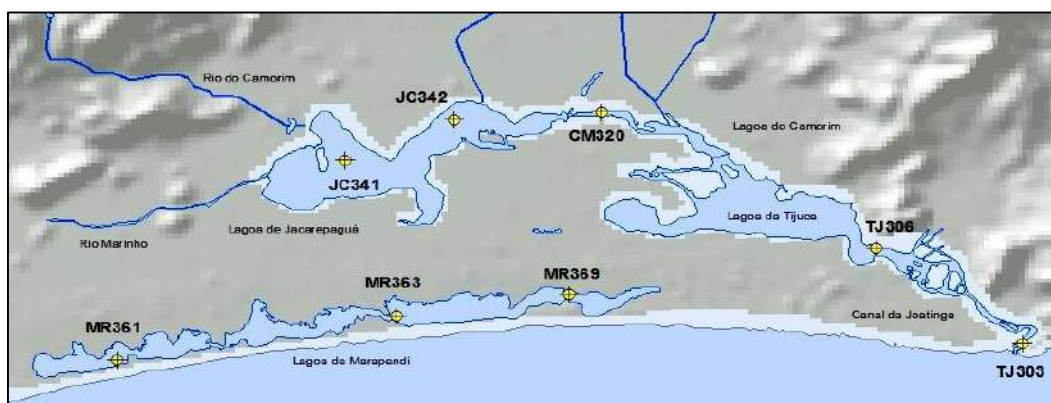 Rio do Camorim
JC342
CM320
Lagoa do Camorim
JC341
Lagoa de Jacarepaguá
Lagoa da Tijuca
TJ306
Rio Marinho
MR369
MR363
Canal da Joatinga
MR361
Lagoa de Marapendi
TJ303